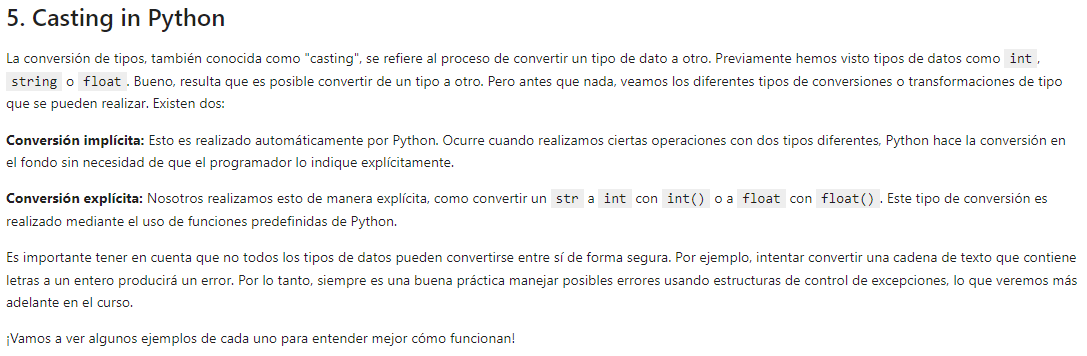 5. Casting in Python
La conversión de tipos, también conocida como "casting", se refiere al proceso de convertir un tipo de dato a otro. Previamente hemos visto tipos de datos como int ,
string o float . Bueno, resulta que es posible convertir de un tipo a otro. Pero antes que nada, veamos los diferentes tipos de conversiones o transformaciones de tipo
que se pueden realizar. Existen dos:
Conversión implícita: Esto es realizado automáticamente por Python. Ocurre cuando realizamos ciertas operaciones con dos tipos diferentes, Python hace la conversión en
el fondo sin necesidad de que el programador lo indique explícitamente.
Conversión explícita: Nosotros realizamos esto de manera explícita, como convertir un str a int con int() o a float con float() . Este tipo de conversión es
realizado mediante el uso de funciones predefinidas de Python.
Es importante tener en cuenta que no todos los tipos de datos pueden convertirse entre sí de forma segura. Por ejemplo, intentar convertir una cadena de texto que contiene
letras a un entero producirá un error. Por lo tanto, siempre es una buena práctica manejar posibles errores usando estructuras de control de excepciones, lo que veremos más
adelante en el curso.
¡Vamos a ver algunos ejemplos de cada uno para entender mejor cómo funcionan!